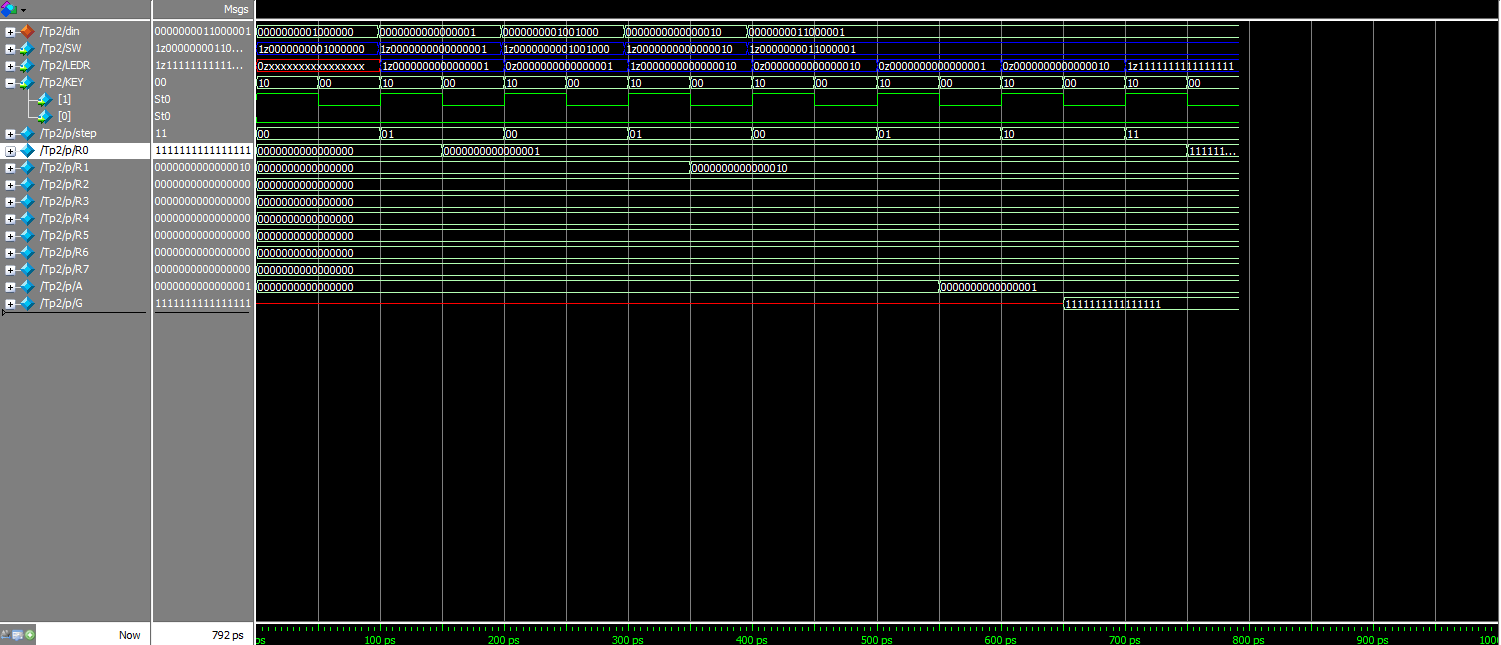 Msgs
/Tp2/din 0000000011000001 0000000001000000 0000000000000001 0000000001001000 0000000000000010 0000000011000001
/Tp2/SW 1z00000000110... 1z0000000001000000 1z0000000000000001 1z0000000001001000 1z0000000000000010 1z0000000011000001
/Tp2/LEDR 1z11111111111... 0zxxxxxxxxxxxxxxxx 1z0000000000000001 0z0000000000000001 1z0000000000000010 0z0000000000000010 0z0000000000000001 0z0000000000000010 1z1111111111111111
/Tp2/KEY 00 10 00 10 00 10 00 10 00 10 00 10 00 10 00 10 00
[1] St0
[0] St0
/Tp2/p/step 11 00 01 00 01 00 01 10 11
/Tp2/p/R0 1111111111111111 0000000000000000 0000000000000001 111111...
/Tp2/p/R1 0000000000000010 0000000000000000 0000000000000010
/Tp2/p/R2 0000000000000000 0000000000000000
/Tp2/p/R3 0000000000000000 0000000000000000
/Tp2/p/R4 0000000000000000 0000000000000000
/Tp2/p/R5 0000000000000000 0000000000000000
/Tp2/p/R6 0000000000000000 0000000000000000
/Tp2/p/R7 0000000000000000 0000000000000000
/Tp2/p/A 0000000000000001 0000000000000000 0000000000000001
/Tp2/p/G 1111111111111111 1111111111111111
Now 792 ps ps 100 ps 200 ps 300 ps 400 ps 500 ps 600 ps 700 ps 800 ps 900 ps 1000